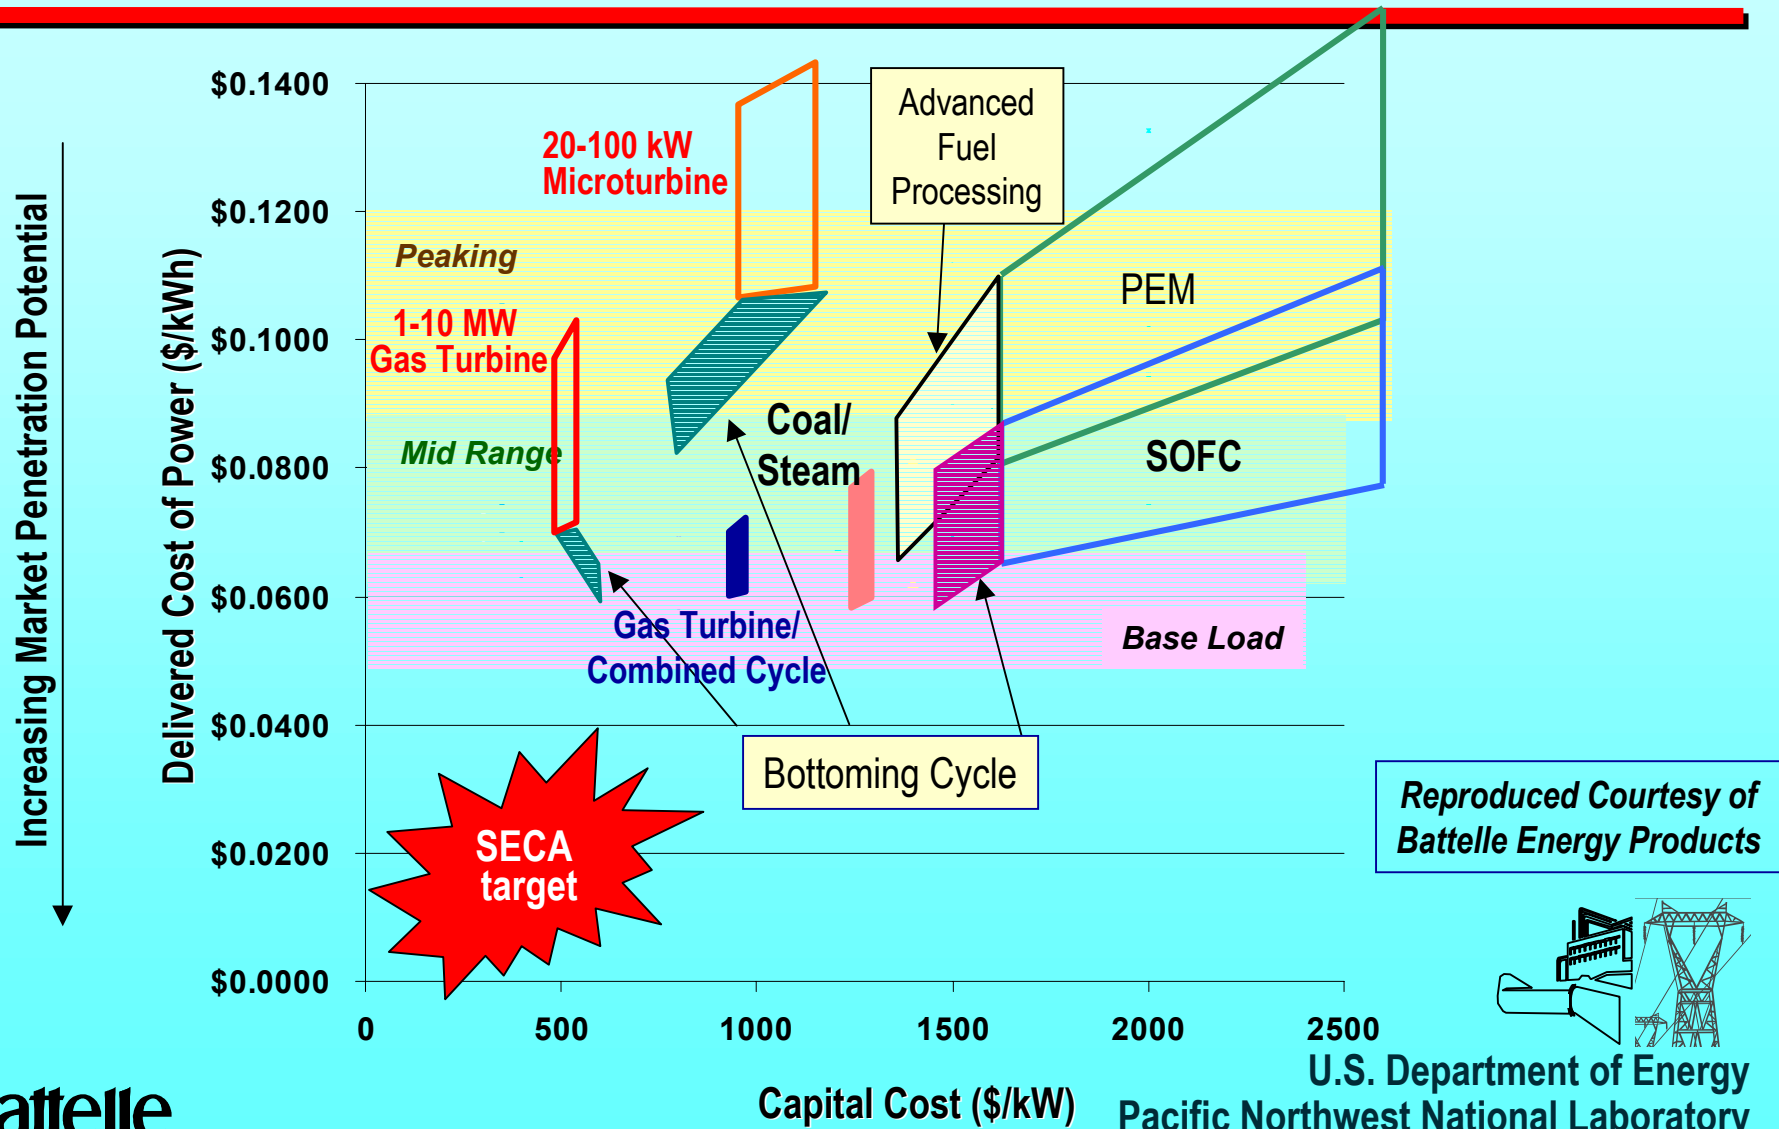 Increasing Market Penetration Potential
Delivered Cost of Power ($/kWh)
$0.1400
$0.1200
$0.1000
$0.0800
$0.0600
$0.0400
$0.0200
$0.0000
20-100 kW
Microturbine
Advanced
Fuel
Processing
Peaking
PEM
1-10 MW
Gas Turbine
Coal/
Steam
Mid Range
SOFC
Gas Turbine/
Combined Cycle
Base Load
Bottoming Cycle
SECA
target
Reproduced Courtesy of
Battelle Energy Products
0
500
1000
1500
2000
2500
Capital Cost ($/kW)
U.S. Department of Energy
Pacific Northwest National Laboratory
attelle